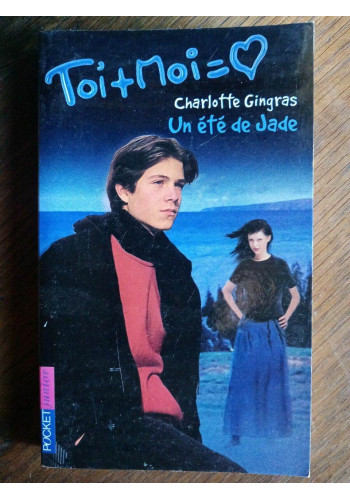 Toi+Moi=♡
Charlotte Gingras
Un été de Jade
POCKET junior